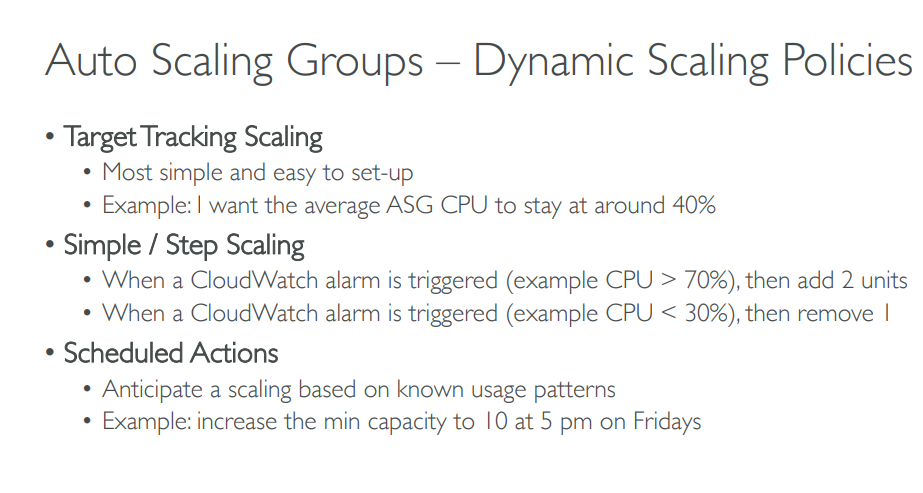 Auto Scaling Groups – Dynamic Scaling Policies
• Target Tracking Scaling
• Most simple and easy to set-up
• Example: I want the average ASG CPU to stay at around 40%
• Simple / Step Scaling
• When a CloudWatch alarm is triggered (example CPU > 70%), then add 2 units
• When a CloudWatch alarm is triggered (example CPU < 30%), then remove 1
• Scheduled Actions
• Anticipate a scaling based on known usage patterns
• Example: increase the min capacity to 10 at 5 pm on Fridays